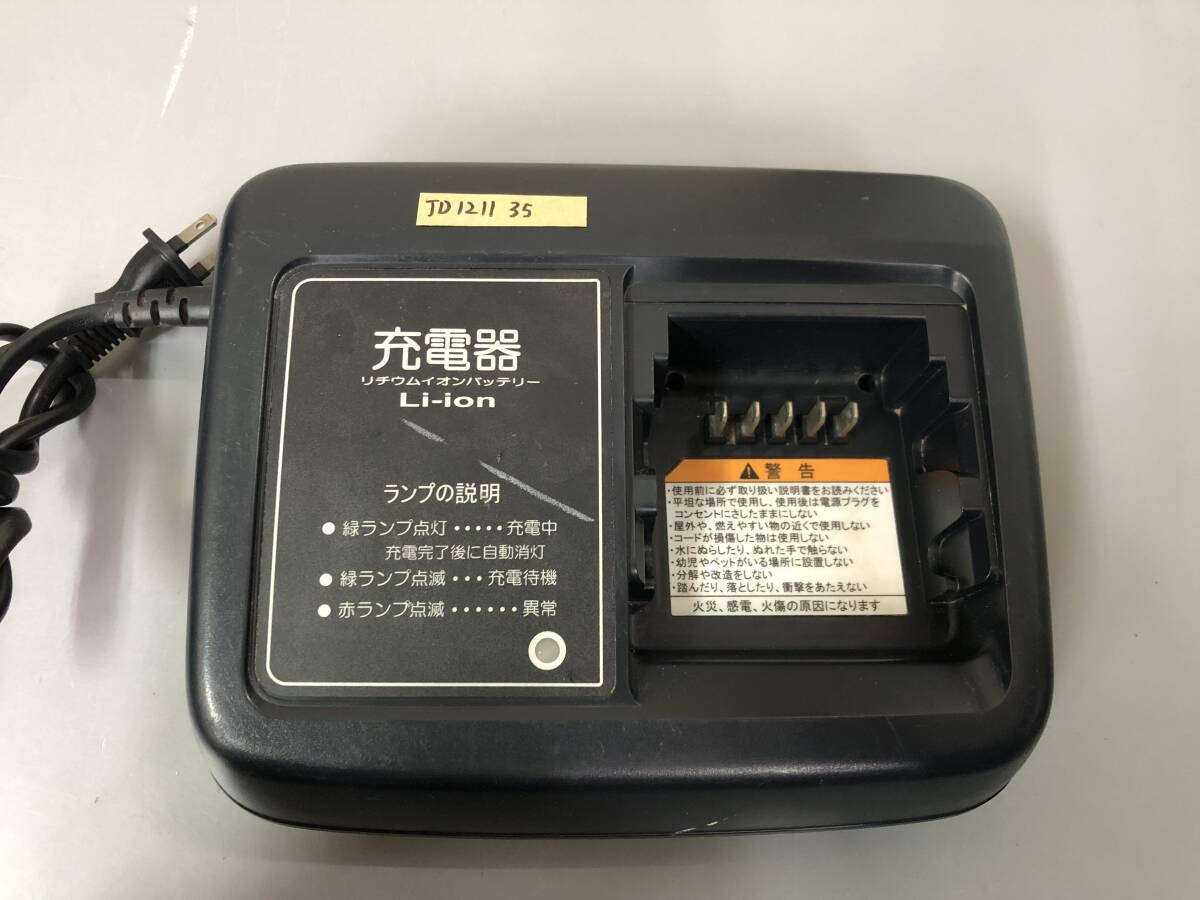 JD1211 35
充電器
リチウムイオンバッテリー
Li-ion
ランプの説明
● 緑ランプ点灯・・・・・充電中
充電完了後に自動消灯
● 緑ランプ点滅・・・充電待機
● 赤ランプ点滅・・・・・・異常
警告
・使用前に必ず取り扱い説明書をお読みください
・平坦な場所で使用し、使用後は電源プラグを
コンセントにさしたままにしない
・屋外や、燃えやすい物の近くで使用しない
・コードが損傷した物は使用しない
・水にぬらしたり、ぬれた手で触らない
・幼児やペットがいる場所に設置しない
・分解や改造をしない
・踏んだり、落としたり、衝撃をあたえない
火災、感電、火傷の原因になります